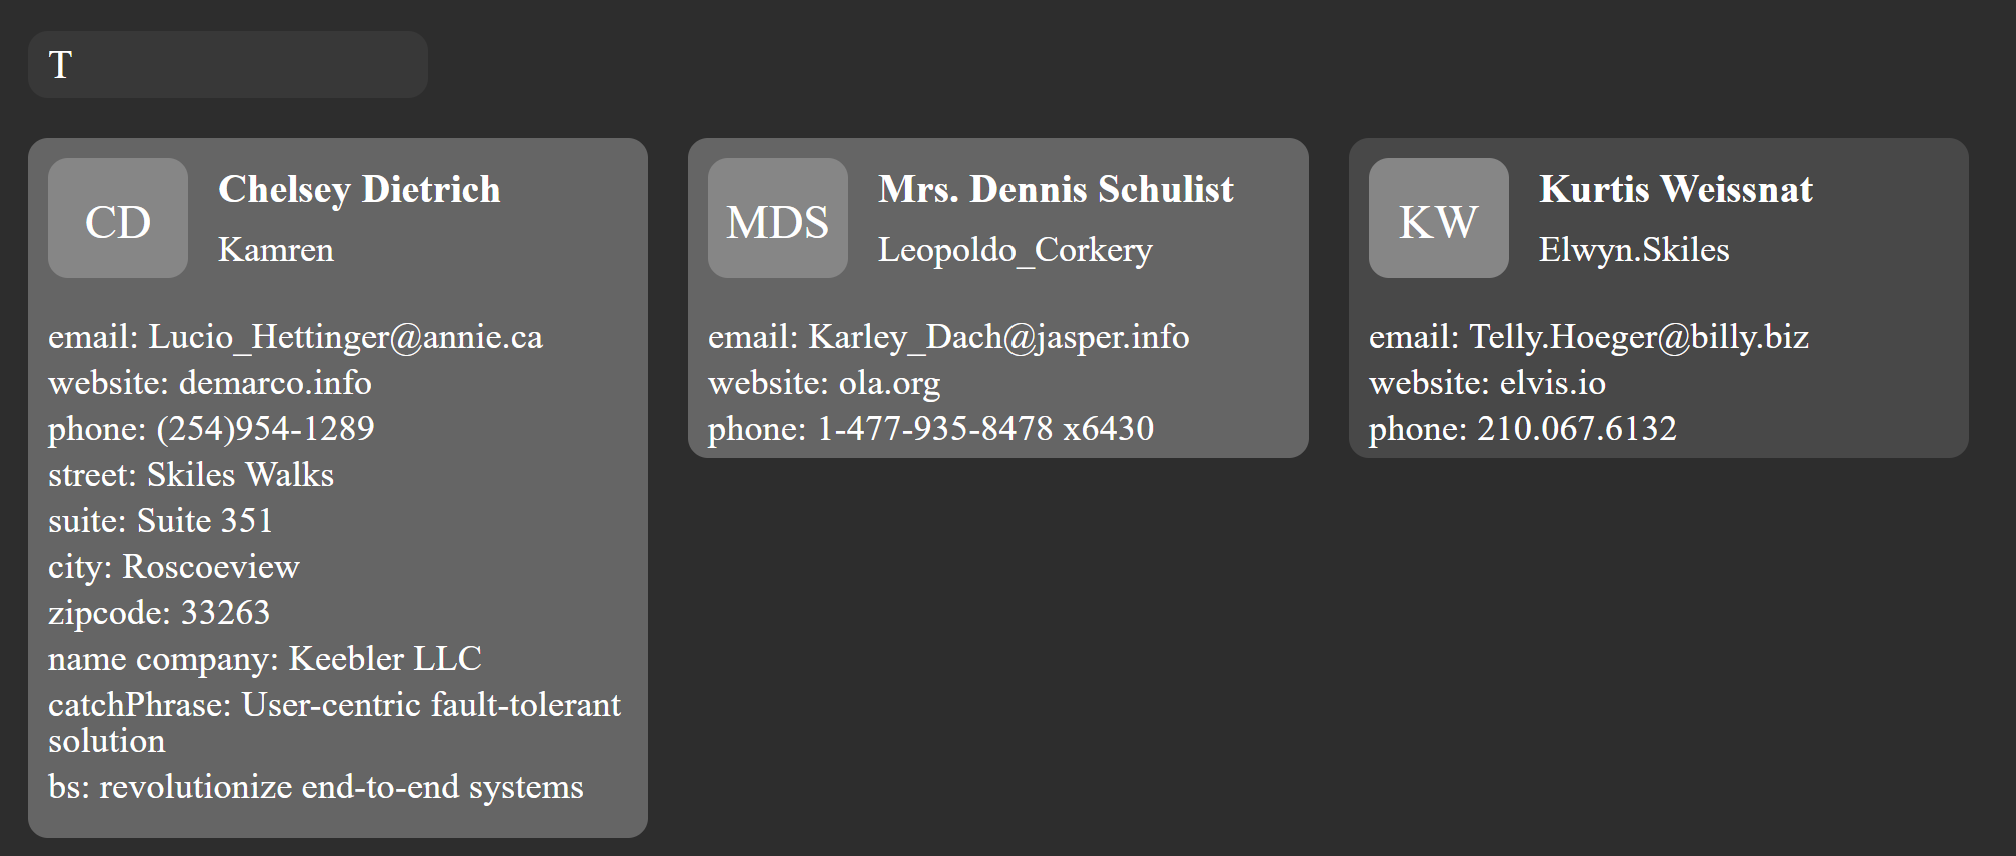 T
CD
Chelsey Dietrich
Kamren
email: Lucio_Hettinger@annie.ca
website: demarco.info
phone: (254)954-1289
street: Skiles Walks
suite: Suite 351
city: Roscoeview
zipcode: 33263
name company: Keebler LLC
catchPhrase: User-centric fault-tolerant
solution
bs: revolutionize end-to-end systems
MDS
Mrs. Dennis Schulist
Leopoldo_Corkery
email: Karley_Dach@jasper.info
website: ola.org
phone: 1-477-935-8478 x6430
KW
Kurtis Weissnat
Elwyn.Skiles
email: Telly.Hoeger@billy.biz
website: elvis.io
phone: 210.067.6132